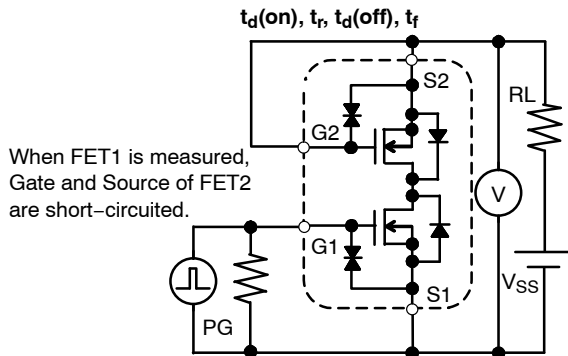 td(on), tr, td(off), tf
S2
RL
G2
When FET1 is measured,
Gate and Source of FET2
are short−circuited.
V
G1
VSS
S1
PG